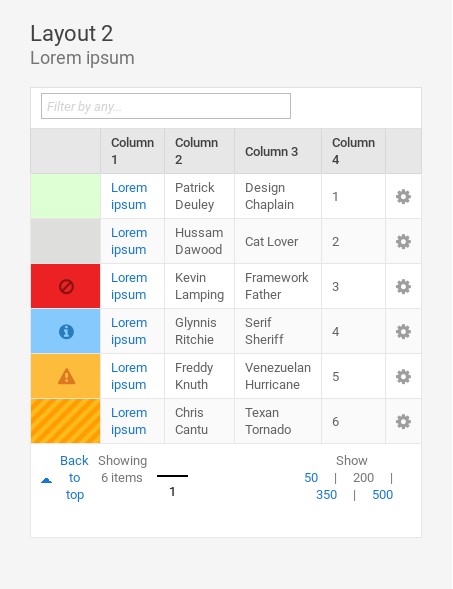 Layout 2
Lorem ipsum
Filter by any...
Column 1 Column 2 Column 3 Column 4
Lorem ipsum Patrick Deuley Design Chaplain 1
Lorem ipsum Hussam Dawood Cat Lover 2
Lorem ipsum Kevin Lamping Framework Father 3
Lorem ipsum Glynnis Ritchie Serif Sheriff 4
Lorem ipsum Freddy Knuth Venezuelan Hurricane 5
Lorem ipsum Chris Cantu Texan Tornado 6
Back to top
Showing 6 items
1
Show
50 | 200 |
350 | 500